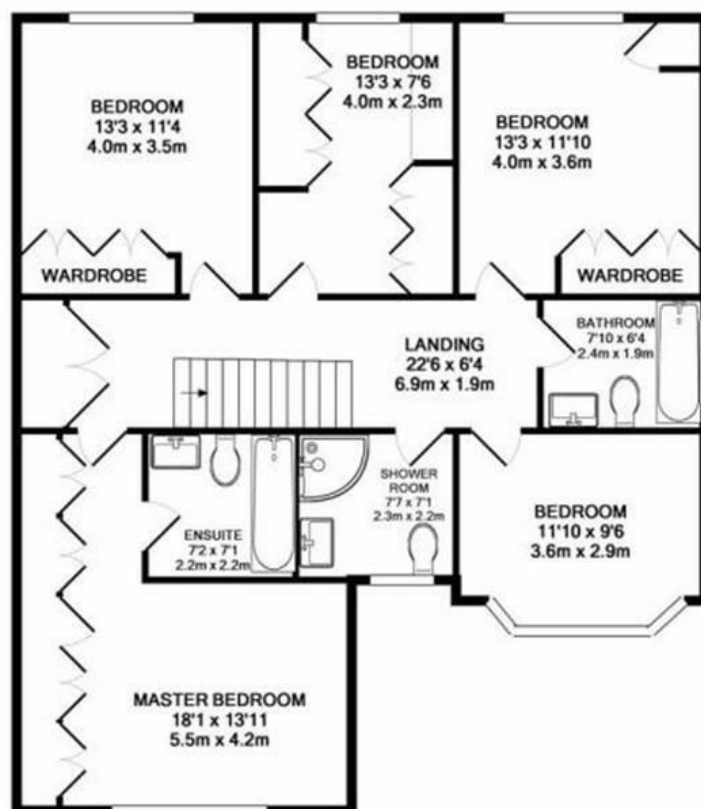 BEDROOM
13'3 x 11'4
4.0m x 3.5m
BEDROOM
13'3 x 7'6
4.0m x 2.3m
BEDROOM
13'3 x 11'10
4.0m x 3.6m
WARDROBE
WARDROBE
LANDING
22'6 x 6'4
6.9m x 1.9m
BATHROOM
7'10 x 6'4
2.4m x 1.9m
ENSUITE
7'2 x 7'1
2.2m x 2.2m
SHOWER
ROOM
7'7 x 7'1
2.3m x 2.2m
BEDROOM
11'10 x 9'6
3.6m x 2.9m
MASTER BEDROOM
18'1 x 13'11
5.5m x 4.2m